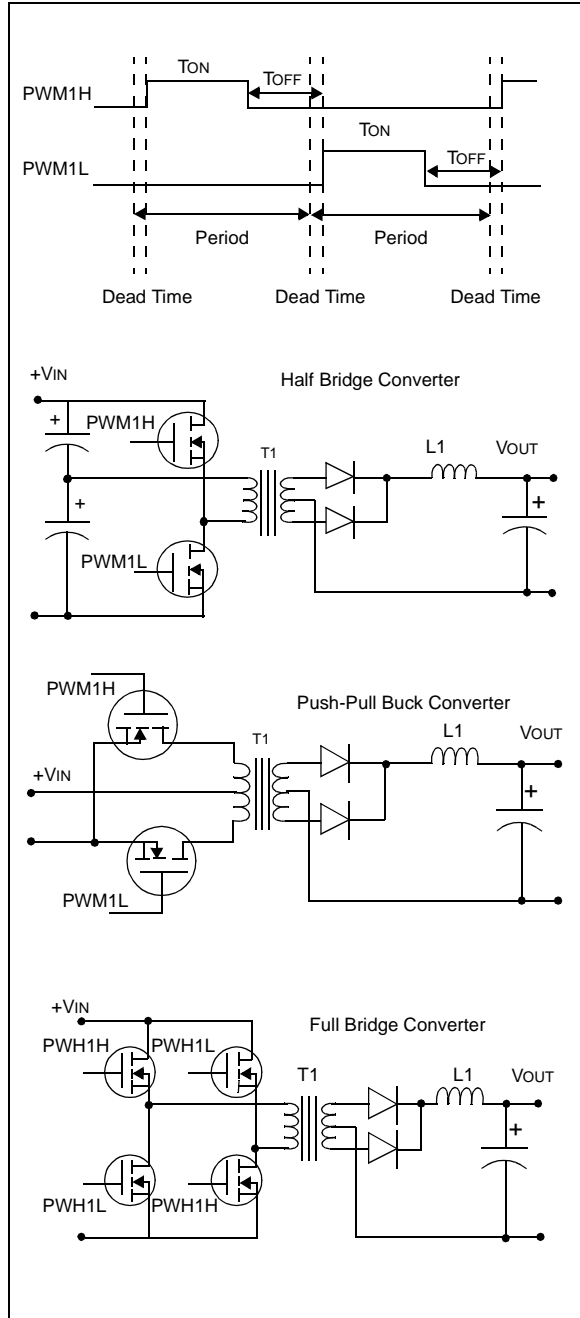 TON
TOFF
PWM1H
TON
TOFF
PWM1L
Period Period
Dead Time Dead Time Dead Time
+VIN
Half Bridge Converter
+
PWM1H
T1
L1
VOUT
+
+
PWM1L
PWM1H
Push-Pull Buck Converter
T1
L1
VOUT
+VIN
+
PWM1L
+VIN
Full Bridge Converter
PWH1H PWH1L
T1
L1
VOUT
+
PWH1L PWH1H